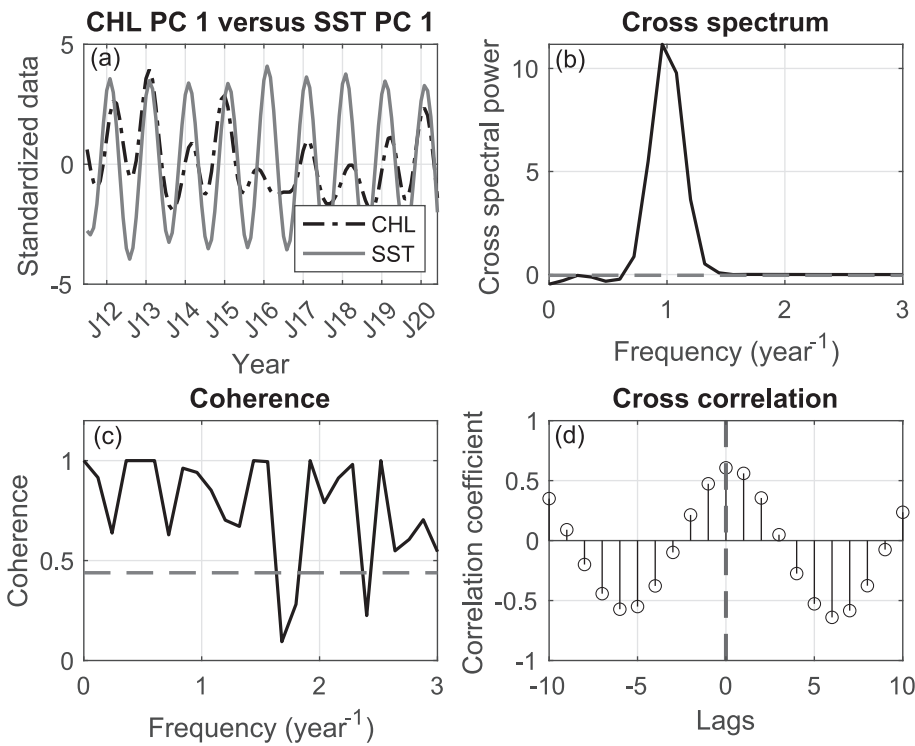 CHL PC 1 versus SST PC 1
(a)
Standardized data
5
0
-5
CHL
SST
J12
J13
J14
J15
J16
J17
J18
J19
J20
Year
Cross spectrum
(b)
Cross spectral power
10
5
0
0
1
2
3
Frequency (year⁻¹)
Coherence
(c)
Coherence
1
0.5
0
0
1
2
3
Frequency (year⁻¹)
Cross correlation
(d)
Correlation coefficient
1
0.5
0
-0.5
-1
-10
-5
0
5
10
Lags